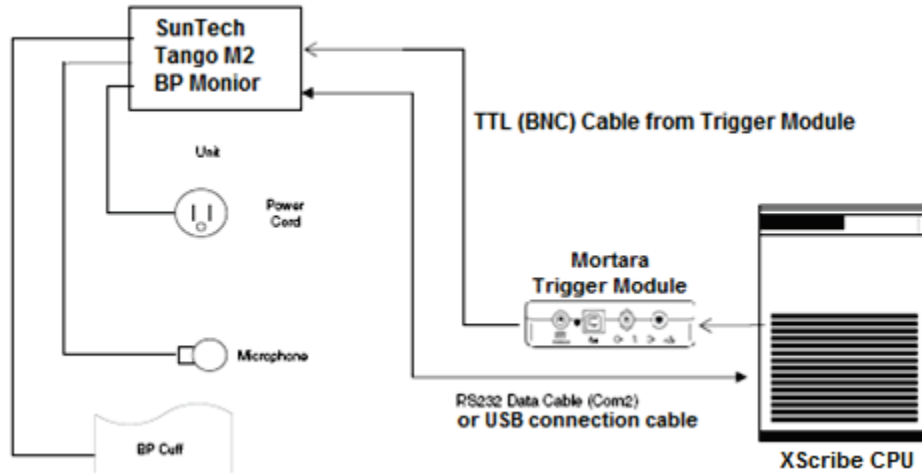 SunTech
Tango M2
BP Monior
TTL (BNC) Cable from Trigger Module
Unit
Power
Cord
Mortara
Trigger Module
Microphone
RS232 Data Cable (Com2)
or USB connection cable
BP Cuff
XScribe CPU